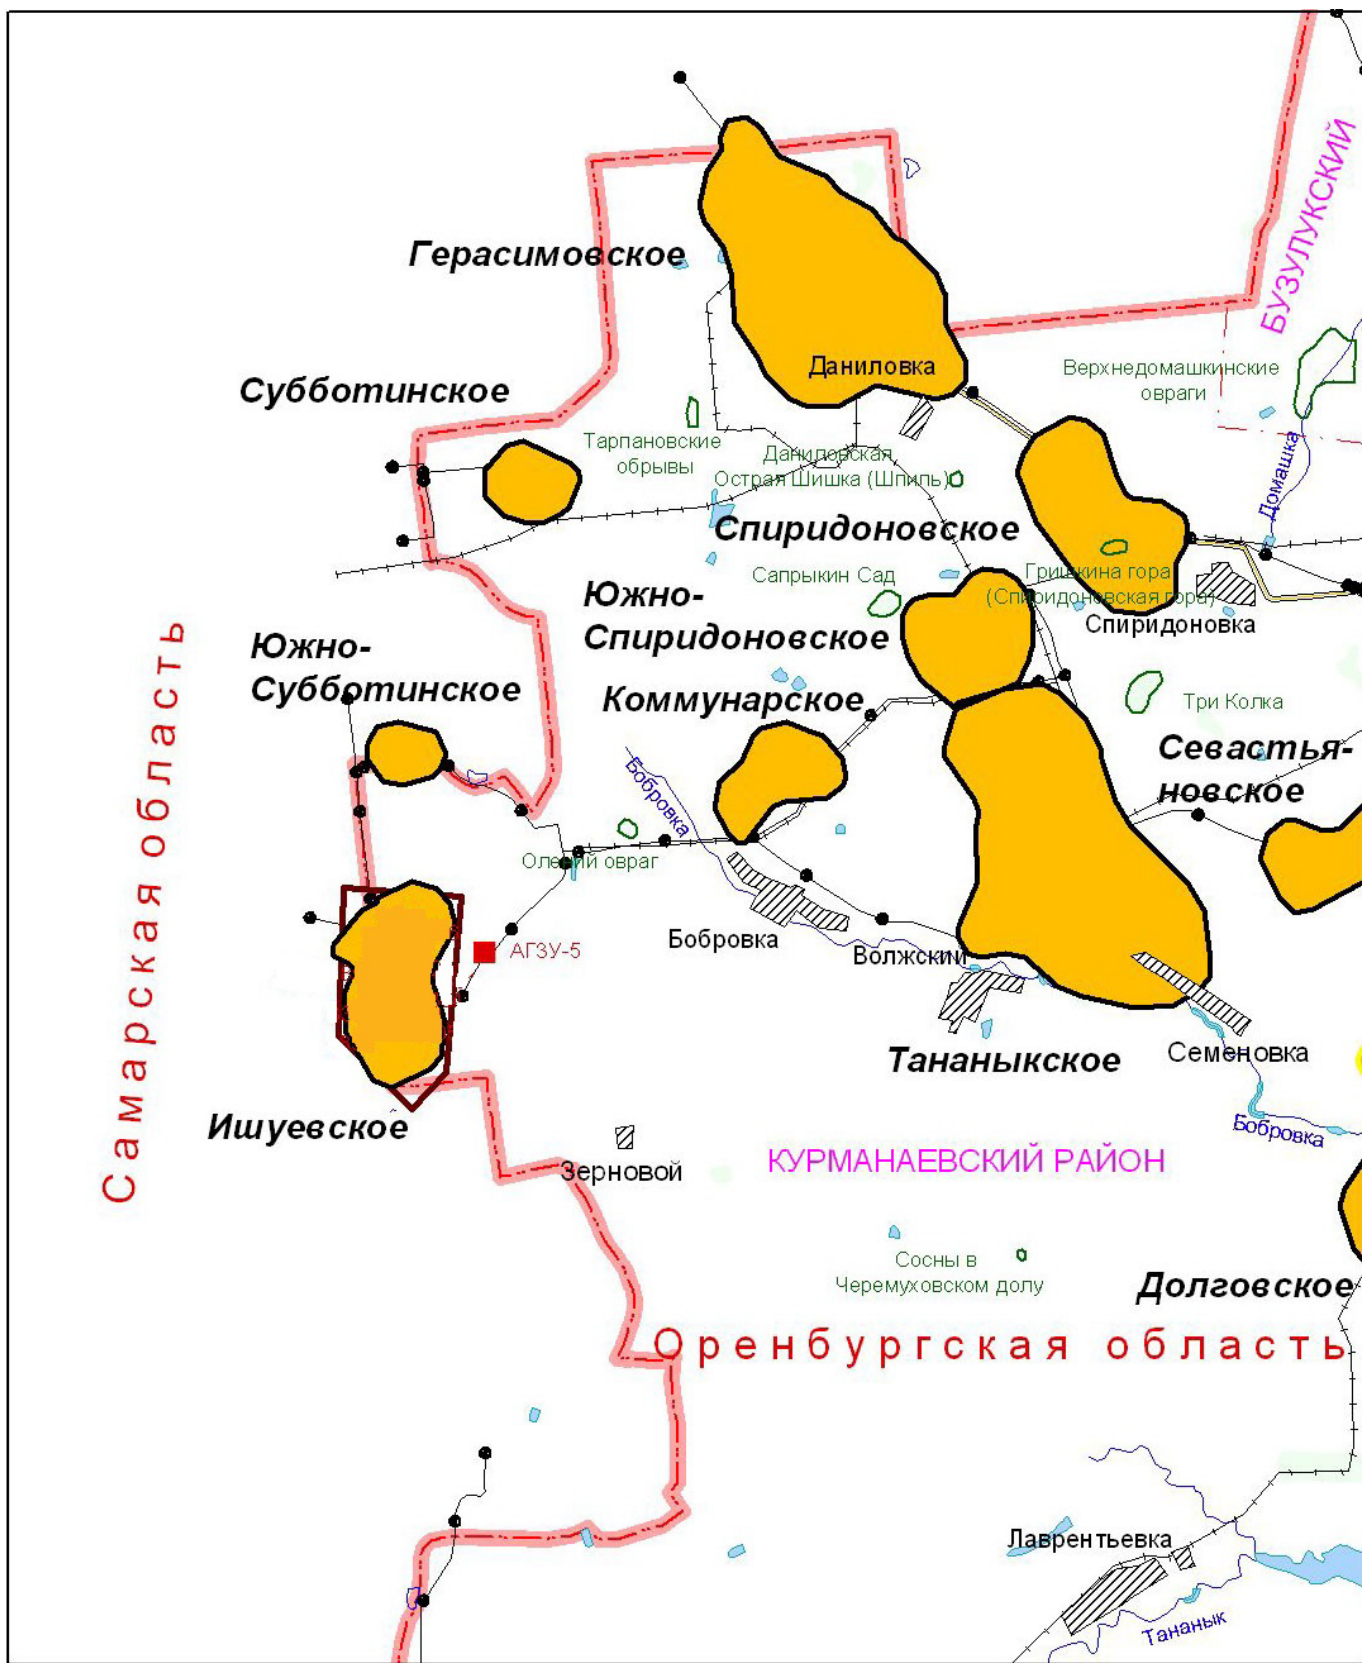 БУЗУЛУКСКИЙ
Герасимовское
Даниловка
Верхнедомашкинские
овраги
Субботинское
Тарпановские
обрывы
Даниловская
Острая Шишка (Шпиль)
Домашка
Спиридоновское
Сапрыкин Сад
Гришкина гора
(Спиридоновская гора)
Южно-
Спиридоновское
Спиридоновка
Южно-
Субботинское
Коммунарское
Три Колка
Севастья-
новское
Бобровка
Самарская область
Олений овраг
Бобровка
АГЗУ-5
Волжский
Тананыкское
Семеновка
Ишуевское
Бобровка
Зерновой
КУРМАНАЕВСКИЙ РАЙОН
Сосны в
Черемуховском долу
Долговское
Оренбургская область
Лаврентьевка
Тананык